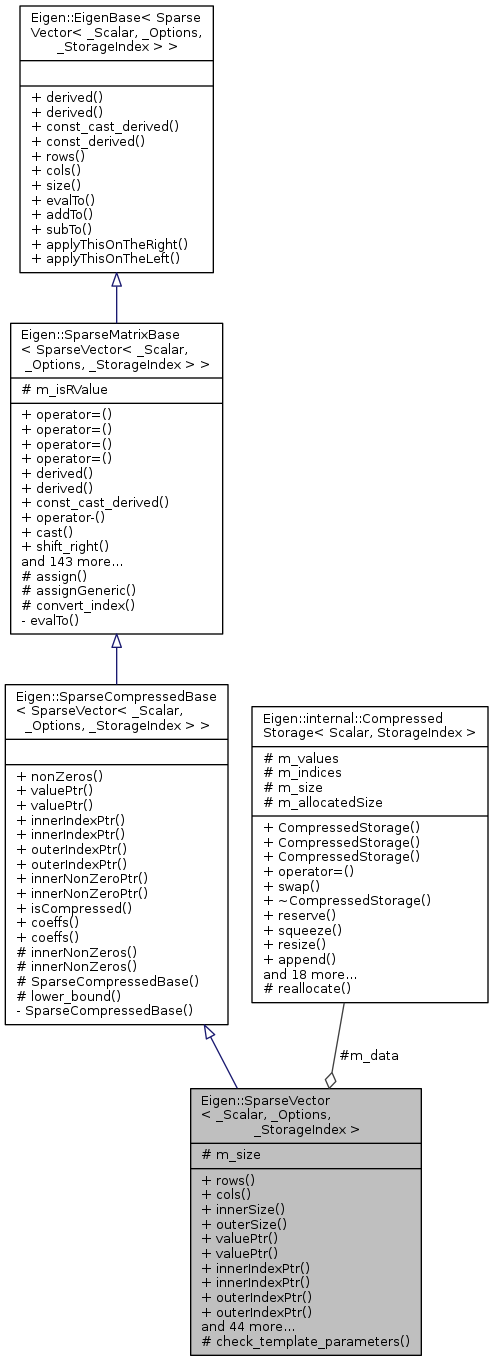 Eigen::EigenBase< Sparse
Vector< _Scalar, _Options,
_StorageIndex > >
+ derived()
+ derived()
+ const_cast_derived()
+ const_derived()
+ rows()
+ cols()
+ size()
+ evalTo()
+ addTo()
+ subTo()
+ applyThisOnTheRight()
+ applyThisOnTheLeft()
Eigen::SparseMatrixBase
< SparseVector< _Scalar,
_Options, _StorageIndex > >
# m_isRValue
+ operator=()
+ operator=()
+ operator=()
+ operator=()
+ derived()
+ derived()
+ const_cast_derived()
+ operator-()
+ cast()
+ shift_right()
and 143 more...
# assign()
# assignGeneric()
# convert_index()
- evalTo()
Eigen::SparseCompressedBase
< SparseVector< _Scalar,
_Options, _StorageIndex > >
+ nonZeros()
+ valuePtr()
+ valuePtr()
+ innerIndexPtr()
+ innerIndexPtr()
+ outerIndexPtr()
+ outerIndexPtr()
+ innerNonZeroPtr()
+ innerNonZeroPtr()
+ isCompressed()
+ coeffs()
+ coeffs()
# innerNonZeros()
# innerNonZeros()
# SparseCompressedBase()
# lower_bound()
- SparseCompressedBase()
Eigen::internal::Compressed
Storage< Scalar, StorageIndex >
# m_values
# m_indices
# m_size
# m_allocatedSize
+ CompressedStorage()
+ CompressedStorage()
+ CompressedStorage()
+ operator=()
+ swap()
+ ~CompressedStorage()
+ reserve()
+ squeeze()
+ resize()
+ append()
and 18 more...
# reallocate()
#m_data
Eigen::SparseVector
< _Scalar, _Options,
_StorageIndex >
# m_size
+ rows()
+ cols()
+ innerSize()
+ outerSize()
+ valuePtr()
+ valuePtr()
+ innerIndexPtr()
+ innerIndexPtr()
+ outerIndexPtr()
+ outerIndexPtr()
and 44 more...
# check_template_parameters()